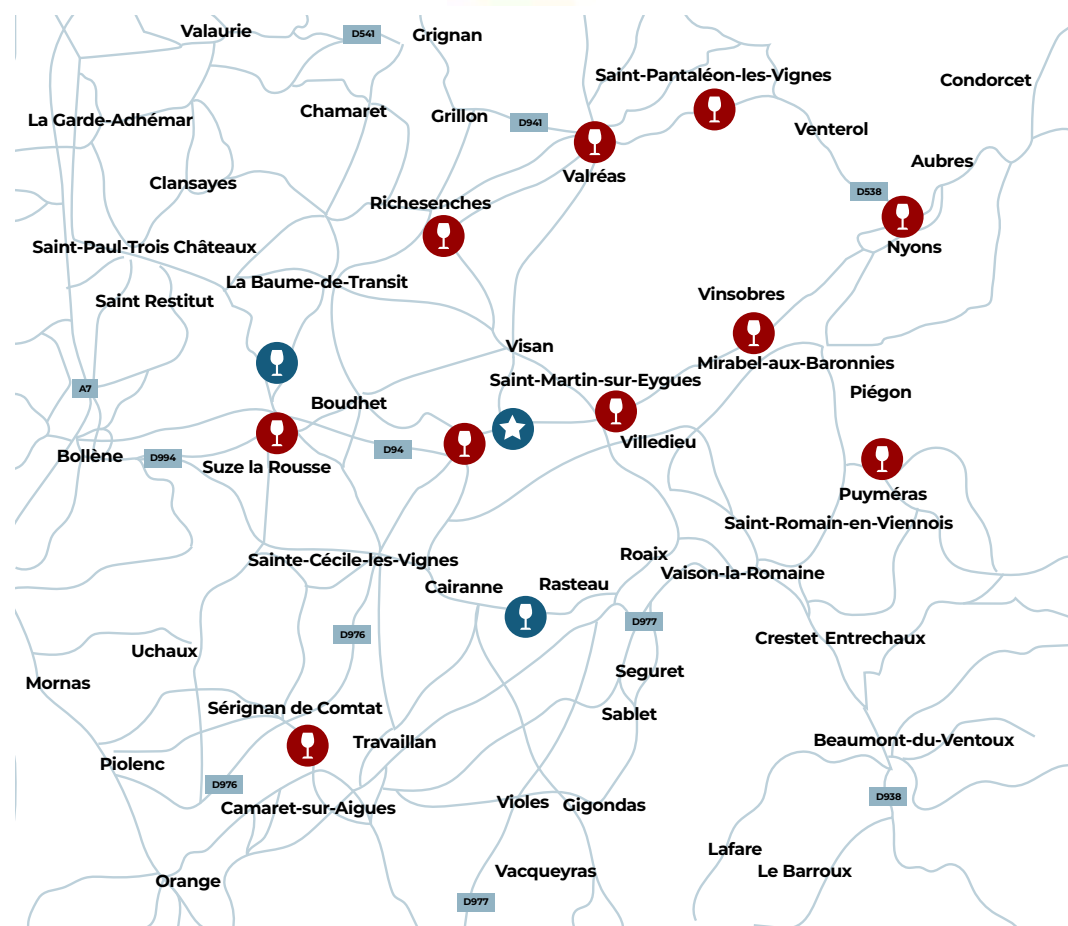 Valaurie
D541
Grignan
Saint-Pantaléon-les-Vignes
Condorcet
La Garde-Adhémar
Chamaret
Grillon
D941
Venterol
Valréas
Aubres
Clansayes
D538
Richesenches
Saint-Paul-Trois Châteaux
Nyons
La Baume-de-Transit
Saint Restitut
Vinsobres
Visan
Mirabel-aux-Baronnies
Saint-Martin-sur-Eygues
A7
Piégon
Boudhet
Villedieu
D94
Bollène
D994
Suze la Rousse
Puyméras
Saint-Romain-en-Viennois
Sainte-Cécile-les-Vignes
Roaix
Vaison-la-Romaine
Cairanne
Rasteau
D977
D976
Crestet
Entrechaux
Uchaux
Seguret
Mornas
Sérignan de Comtat
Sablet
Travaillan
Beaumont-du-Ventoux
Piolenc
D976
D938
Camaret-sur-Aigues
Violes
Gigondas
Lafare
Le Barroux
Vacqueyras
Orange
D977